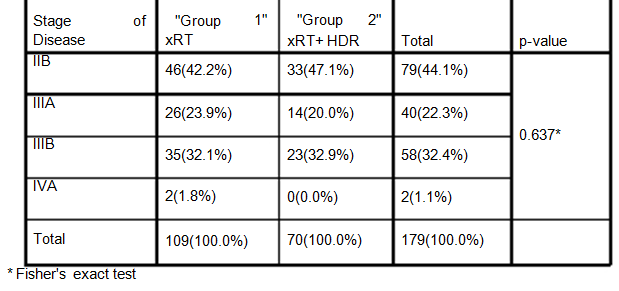 Stage of "Group 1" "Group 2"
Disease xRT xRT+ HDR Total p-value
IIB 46(42.2%) 33(47.1%) 79(44.1%)
IIIA 26(23.9%) 14(20.0%) 40(22.3%)
0.637*
IIIB 35(32.1%) 23(32.9%) 58(32.4%)
IVA 2(1.8%) 0(0.0%) 2(1.1%)
Total 109(100.0%) 70(100.0%) 179(100.0%)
* Fisher's exact test